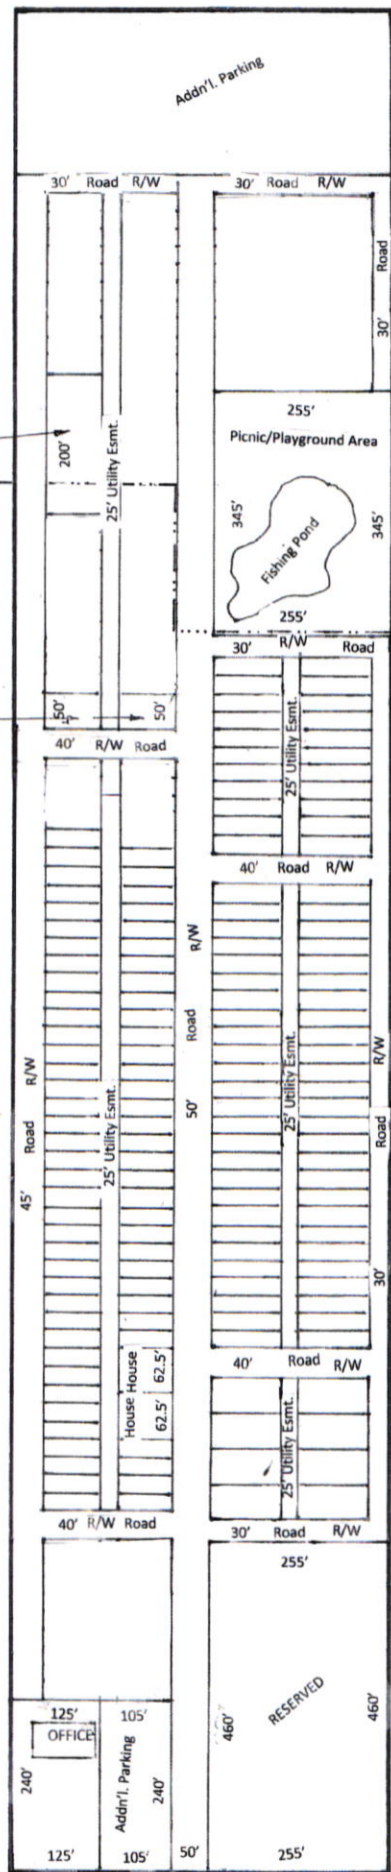 Addn'l. Parking
30' Road R/W
30' Road R/W
Road
30'
200'
25' Utility Esmt.
255'
Picnic/Playground Area
345'
345'
Fishing Pond
255'
30' R/W Road
50'
50'
40' R/W Road
25' Utility Esmt.
40' Road R/W
R/W
Road
50'
R/W
Road
45'
25' Utility Esmt.
25' Utility Esmt.
R/W
Road
30'
House House
62.5'
62.5'
40' Road R/W
25' Utility Esmt.
40' R/W Road
30' Road R/W
255'
125' 105'
OFFICE
240'
Addn'l. Parking
240'
RESERVED
460'
460'
125' 105' 50' 255'